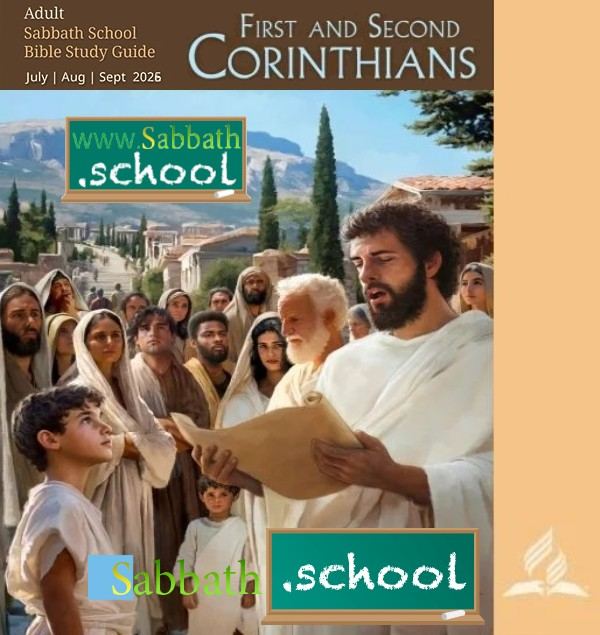 Adult
Sabbath School
Bible Study Guide
July | Aug | Sept 2026
First and Second
Corinthians
www.Sabbath
.school
Sabbath .school